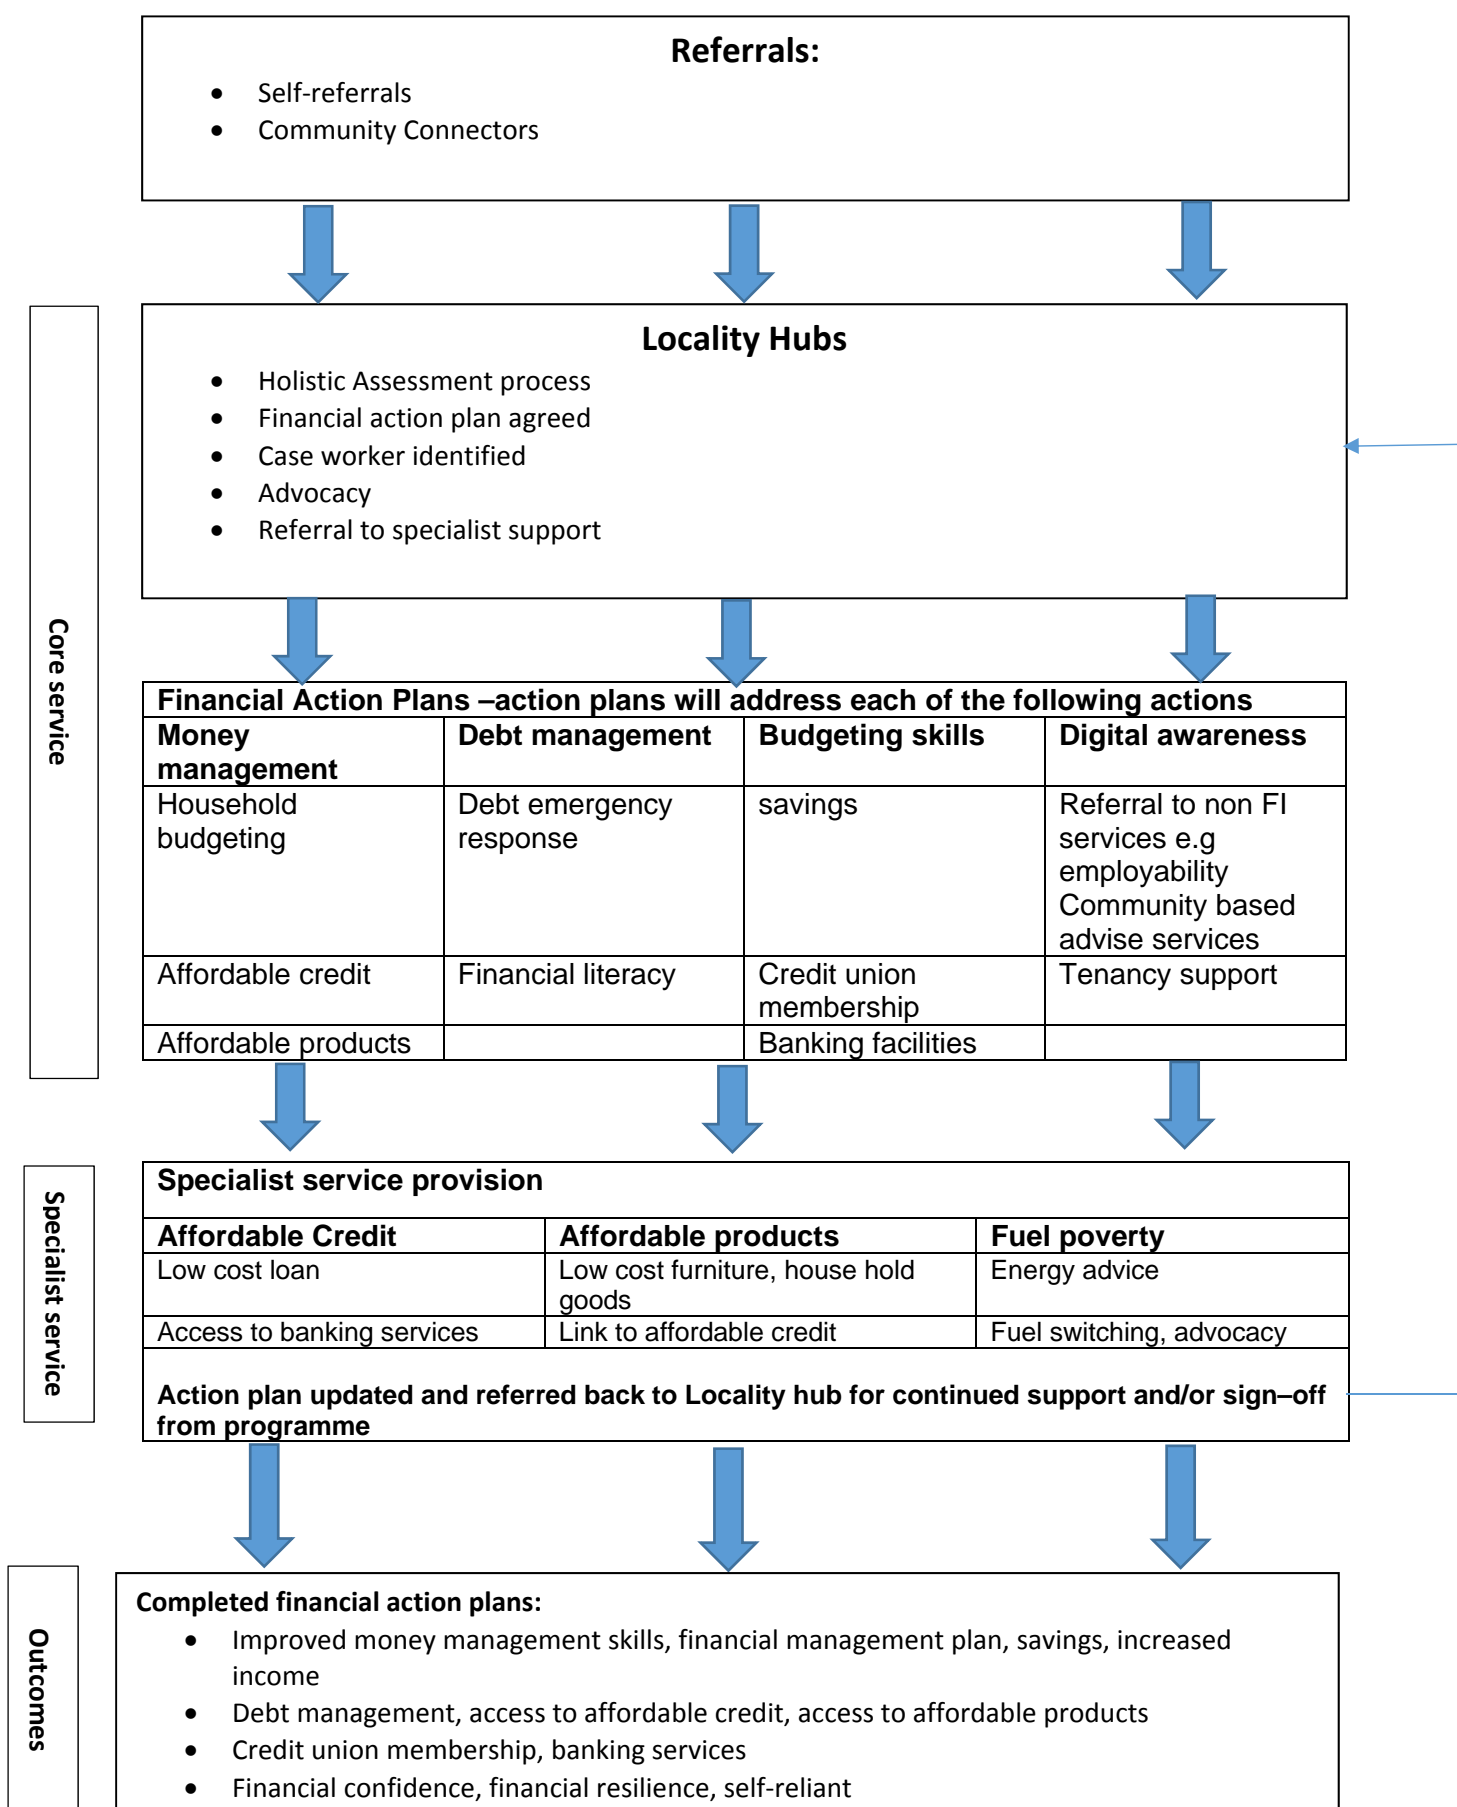 Referrals:
• Self-referrals
• Community Connectors
Core service
Locality Hubs
• Holistic Assessment process
• Financial action plan agreed
• Case worker identified
• Advocacy
• Referral to specialist support
Financial Action Plans –action plans will address each of the following actions
Money
management
Debt management
Budgeting skills
Digital awareness
Household
budgeting
Debt emergency
response
savings
Referral to non FI
services e.g
employability
Community based
advise services
Affordable credit
Financial literacy
Credit union
membership
Tenancy support
Affordable products
Banking facilities
Specialist service
Specialist service provision
Affordable Credit
Affordable products
Fuel poverty
Low cost loan
Low cost furniture, house hold
goods
Energy advice
Access to banking services
Link to affordable credit
Fuel switching, advocacy
Action plan updated and referred back to Locality hub for continued support and/or sign–off
from programme
Outcomes
Completed financial action plans:
• Improved money management skills, financial management plan, savings, increased
income
• Debt management, access to affordable credit, access to affordable products
• Credit union membership, banking services
• Financial confidence, financial resilience, self-reliant